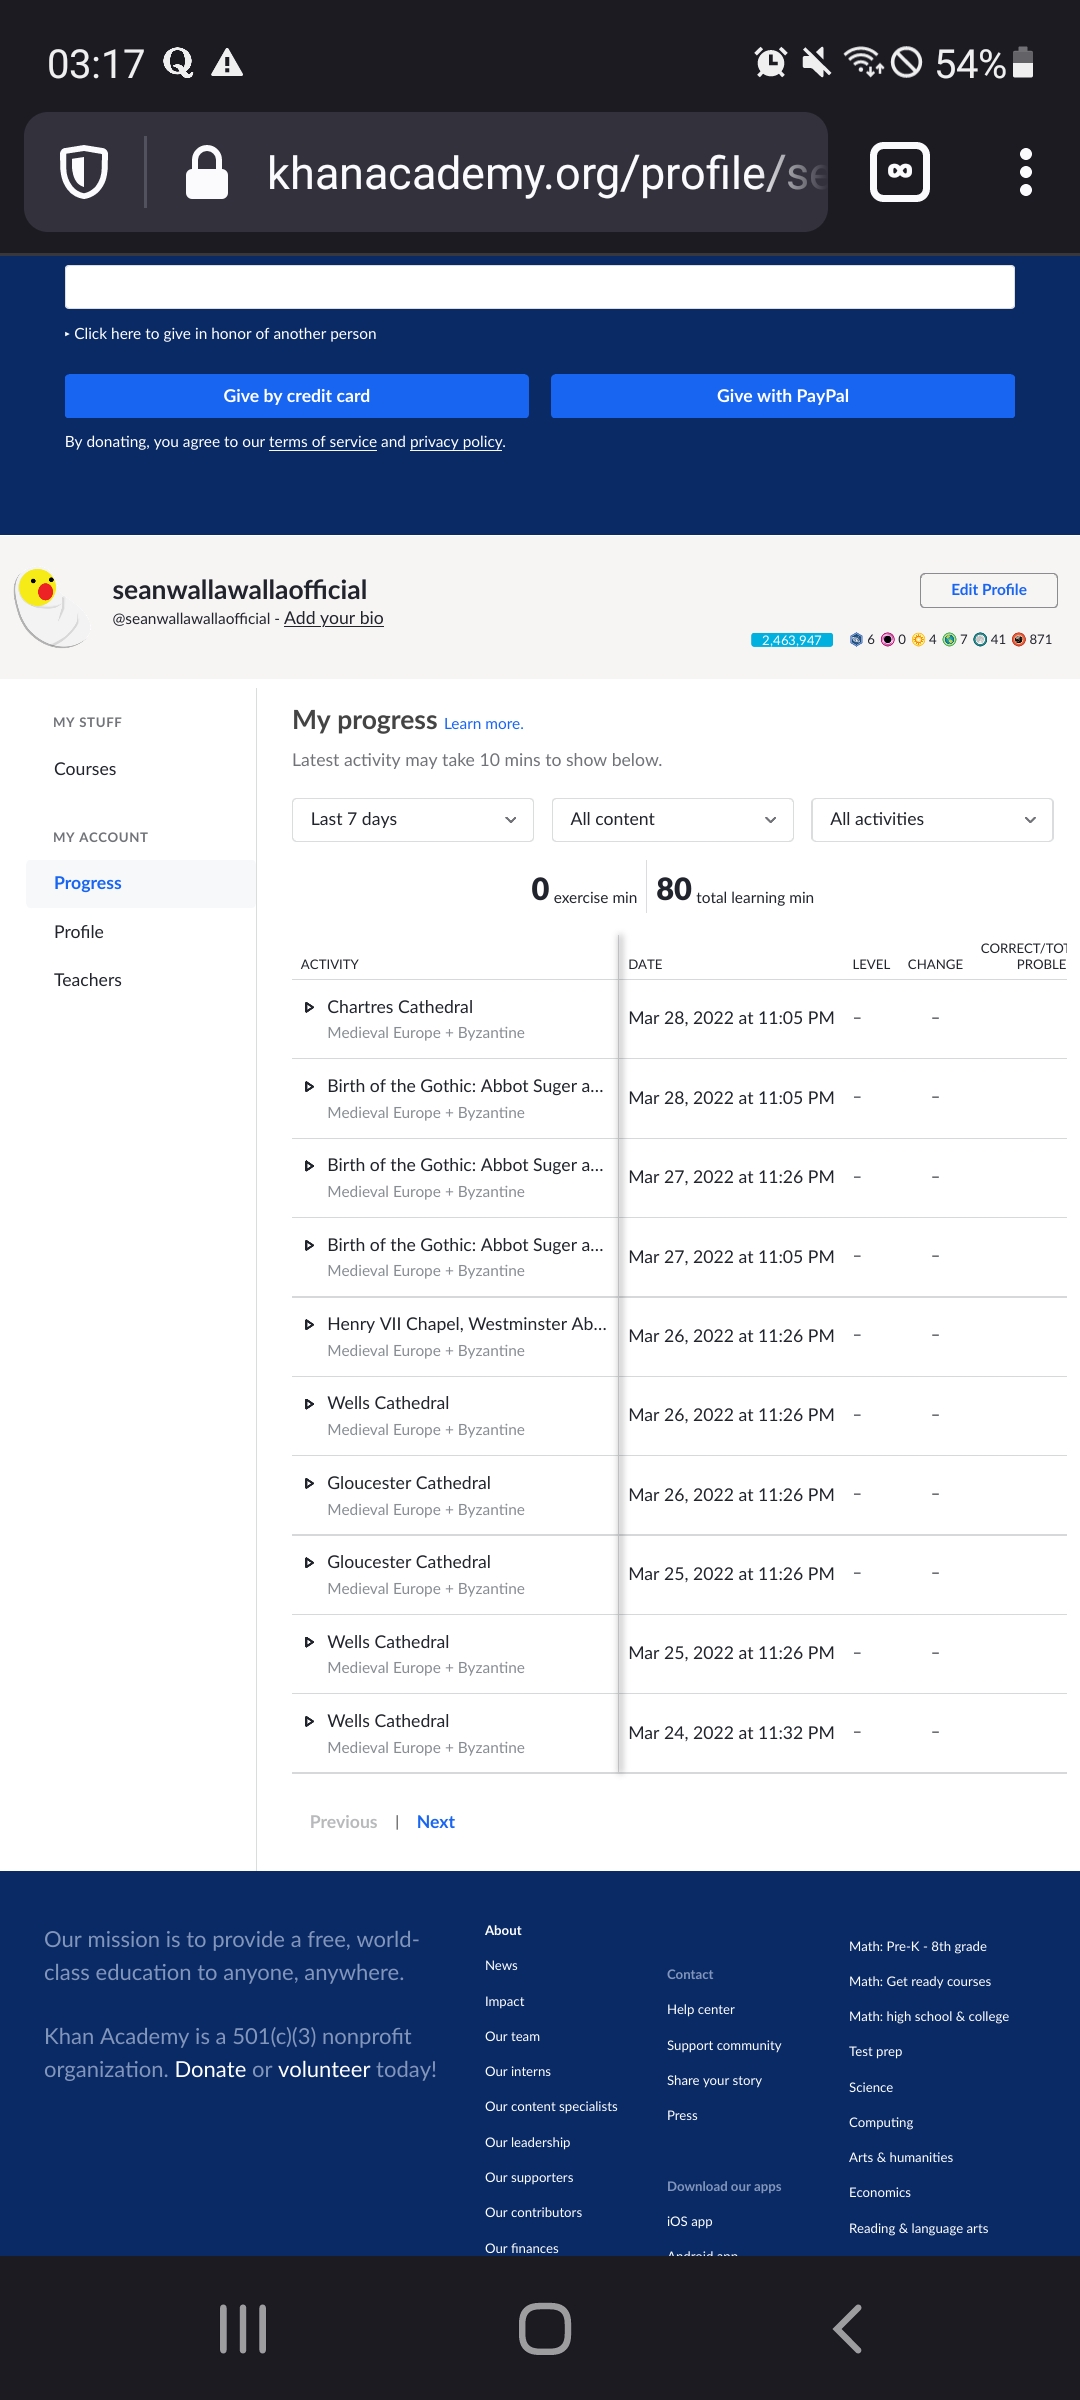 03:17
54%
khanacademy.org/profile/se
Click here to give in honor of another person
Give by credit card
Give with PayPal
By donating, you agree to our terms of service and privacy policy.
seanwallawallaofficial
@seanwallawallaofficial - Add your bio
Edit Profile
2,463,947 6 0 4 7 41 871
MY STUFF
Courses
MY ACCOUNT
Progress
Profile
Teachers
My progress Learn more.
Latest activity may take 10 mins to show below.
Last 7 days
All content
All activities
0 exercise min
80 total learning min
ACTIVITY DATE LEVEL CHANGE CORRECT/TOT
PROBLE
Chartres Cathedral
Medieval Europe + Byzantine
Mar 28, 2022 at 11:05 PM – –
Birth of the Gothic: Abbot Suger a...
Medieval Europe + Byzantine
Mar 28, 2022 at 11:05 PM – –
Birth of the Gothic: Abbot Suger a...
Medieval Europe + Byzantine
Mar 27, 2022 at 11:26 PM – –
Birth of the Gothic: Abbot Suger a...
Medieval Europe + Byzantine
Mar 27, 2022 at 11:05 PM – –
Henry VII Chapel, Westminster Ab...
Medieval Europe + Byzantine
Mar 26, 2022 at 11:26 PM – –
Wells Cathedral
Medieval Europe + Byzantine
Mar 26, 2022 at 11:26 PM – –
Gloucester Cathedral
Medieval Europe + Byzantine
Mar 26, 2022 at 11:26 PM – –
Gloucester Cathedral
Medieval Europe + Byzantine
Mar 25, 2022 at 11:26 PM – –
Wells Cathedral
Medieval Europe + Byzantine
Mar 25, 2022 at 11:26 PM – –
Wells Cathedral
Medieval Europe + Byzantine
Mar 24, 2022 at 11:32 PM – –
Previous | Next
Our mission is to provide a free, world-
class education to anyone, anywhere.
Khan Academy is a 501(c)(3) nonprofit
organization. Donate or volunteer today!
About
News
Impact
Our team
Our interns
Our content specialists
Our leadership
Our supporters
Our contributors
Our finances
Contact
Help center
Support community
Share your story
Press
Download our apps
iOS app
Android app
Math: Pre-K - 8th grade
Math: Get ready courses
Math: high school & college
Test prep
Science
Computing
Arts & humanities
Economics
Reading & language arts